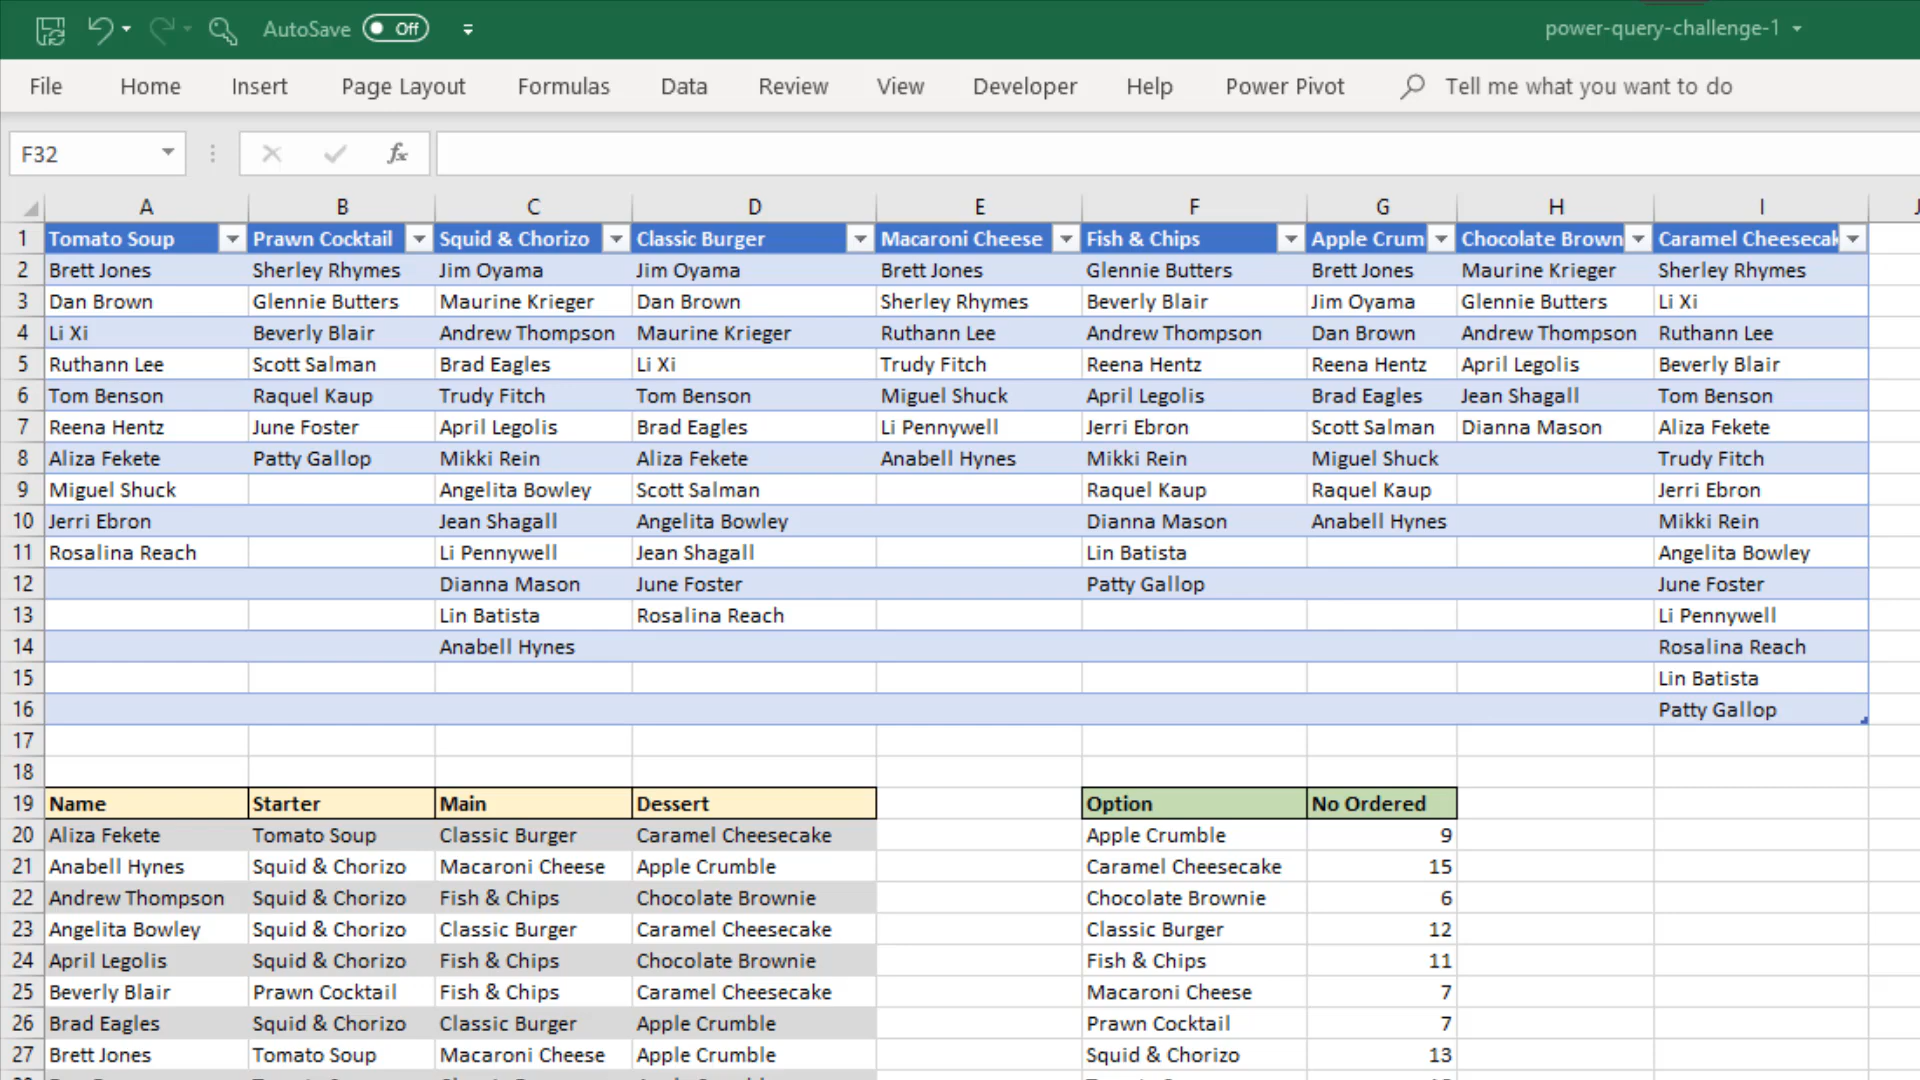 AutoSave Off power-query-challenge-1
File Home Insert Page Layout Formulas Data Review View Developer Help Power Pivot Tell me what you want to do
F32 fx
A B C D E F G H I
1 Tomato Soup Prawn Cocktail Squid & Chorizo Classic Burger Macaroni Cheese Fish & Chips Apple Crum Chocolate Brown Caramel Cheesecak
2 Brett Jones Sherley Rhymes Jim Oyama Jim Oyama Brett Jones Glennie Butters Brett Jones Maurine Krieger Sherley Rhymes
3 Dan Brown Glennie Butters Maurine Krieger Dan Brown Sherley Rhymes Beverly Blair Jim Oyama Glennie Butters Li Xi
4 Li Xi Beverly Blair Andrew Thompson Maurine Krieger Ruthann Lee Andrew Thompson Dan Brown Andrew Thompson Ruthann Lee
5 Ruthann Lee Scott Salman Brad Eagles Li Xi Trudy Fitch Reena Hentz Reena Hentz April Legolis Beverly Blair
6 Tom Benson Raquel Kaup Trudy Fitch Tom Benson Miguel Shuck April Legolis Brad Eagles Jean Shagall Tom Benson
7 Reena Hentz June Foster April Legolis Brad Eagles Li Pennywell Jerri Ebron Scott Salman Dianna Mason Aliza Fekete
8 Aliza Fekete Patty Gallop Mikki Rein Aliza Fekete Anabell Hynes Mikki Rein Miguel Shuck Trudy Fitch
9 Miguel Shuck Angelita Bowley Scott Salman Raquel Kaup Raquel Kaup Jerri Ebron
10 Jerri Ebron Jean Shagall Angelita Bowley Dianna Mason Anabell Hynes Mikki Rein
11 Rosalina Reach Li Pennywell Jean Shagall Lin Batista Angelita Bowley
12 Dianna Mason June Foster Patty Gallop June Foster
13 Lin Batista Rosalina Reach Li Pennywell
14 Anabell Hynes Rosalina Reach
15 Lin Batista
16 Patty Gallop
17
18
19 Name Starter Main Dessert Option No Ordered
20 Aliza Fekete Tomato Soup Classic Burger Caramel Cheesecake Apple Crumble 9
21 Anabell Hynes Squid & Chorizo Macaroni Cheese Apple Crumble Caramel Cheesecake 15
22 Andrew Thompson Squid & Chorizo Fish & Chips Chocolate Brownie Chocolate Brownie 6
23 Angelita Bowley Squid & Chorizo Classic Burger Caramel Cheesecake Classic Burger 12
24 April Legolis Squid & Chorizo Fish & Chips Chocolate Brownie Fish & Chips 11
25 Beverly Blair Prawn Cocktail Fish & Chips Caramel Cheesecake Macaroni Cheese 7
26 Brad Eagles Squid & Chorizo Classic Burger Apple Crumble Prawn Cocktail 7
27 Brett Jones Tomato Soup Macaroni Cheese Apple Crumble Squid & Chorizo 13